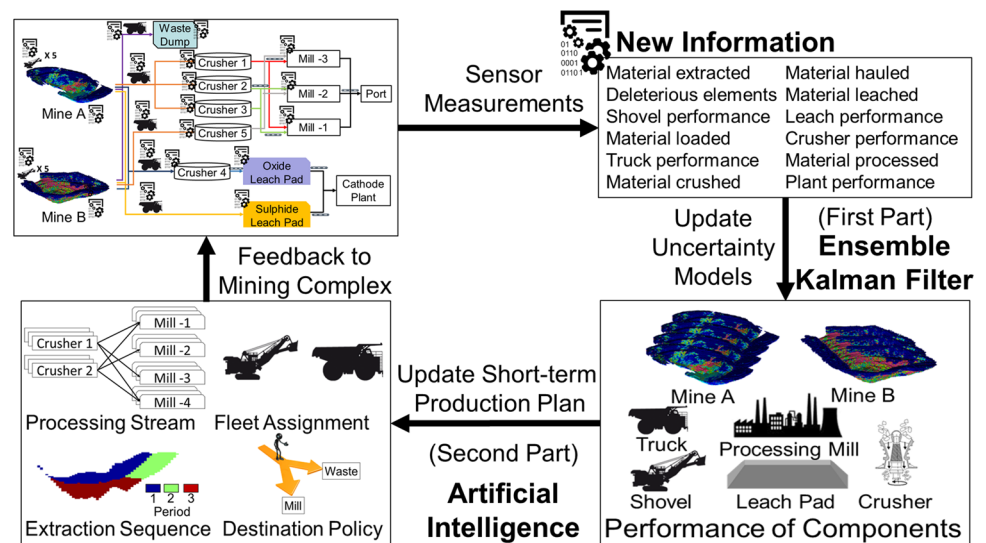 Waste
Dump
X 5
Mine A
Crusher 1
Crusher 2
Crusher 3
Crusher 5
Mill -3
Mill -2
Mill -1
Port
X 5
Mine B
Crusher 4
Oxide
Leach Pad
Sulphide
Leach Pad
Cathode
Plant
Sensor
Measurements
01
0110
0001
01101
New Information
Material extracted
Deleterious elements
Shovel performance
Material loaded
Truck performance
Material crushed
Material hauled
Material leached
Leach performance
Crusher performance
Material processed
Plant performance
Update
Uncertainty
Models
(First Part)
Ensemble
Kalman Filter
Mine A
Mine B
Truck
Processing Mill
Shovel
Leach Pad
Crusher
Performance of Components
Update Short-term
Production Plan
(Second Part)
Artificial
Intelligence
Crusher 1
Crusher 2
Mill -1
Mill -2
Mill -3
Mill -4
Processing Stream
Fleet Assignment
1 2 3
Period
Extraction Sequence
Waste
Mill
Destination Policy
Feedback to
Mining Complex